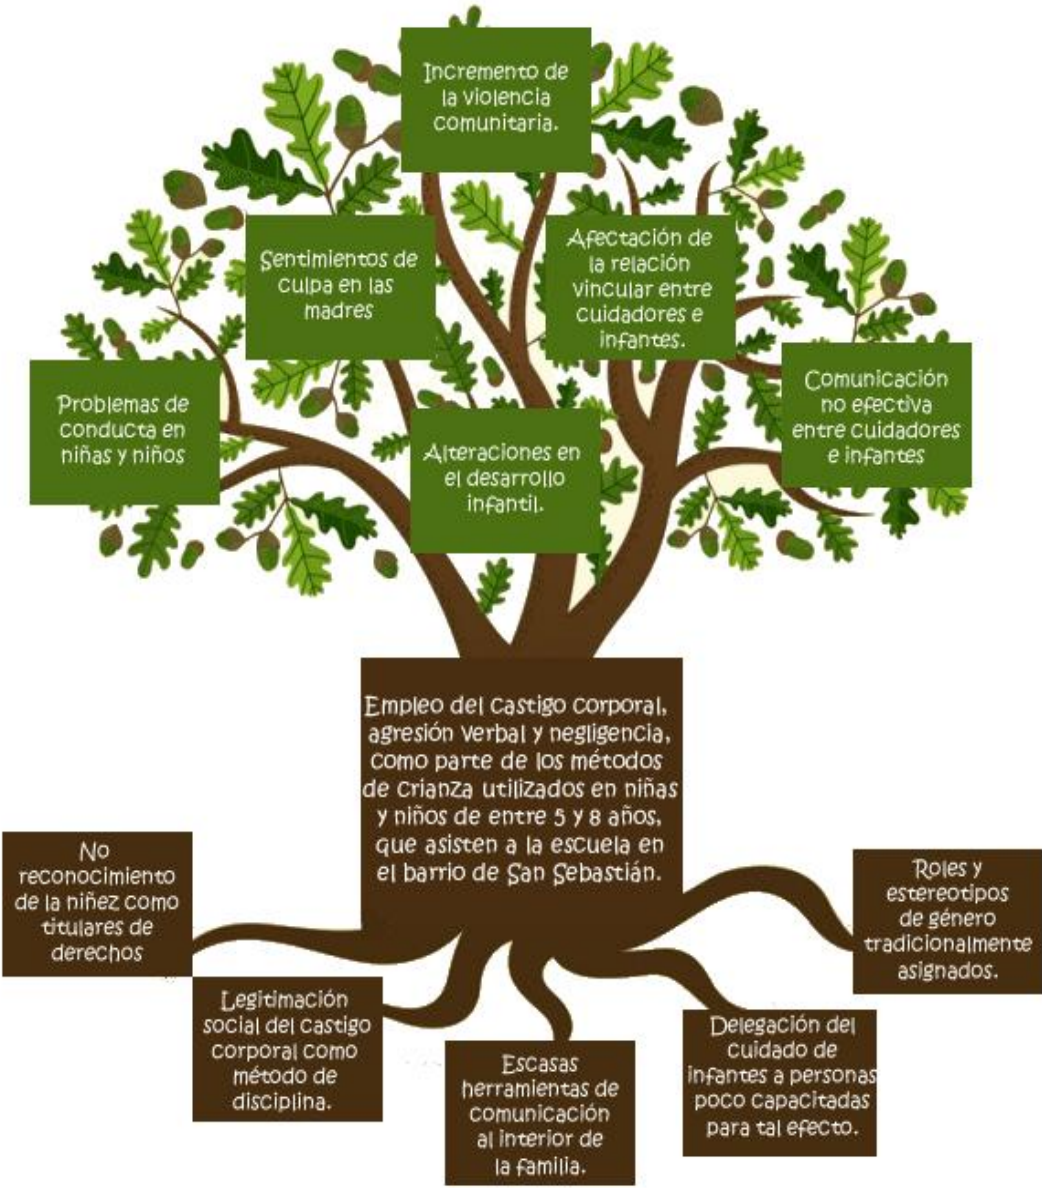 Incremento de
la violencia
comunitaria.
Sentimientos de
culpa en las
madres
Afectación de
la relación
vincular entre
cuidadores e
infantes.
Problemas de
conducta en
niñas y niños
Alteraciones en
el desarrollo
infantil.
Comunicación
no efectiva
entre cuidadores
e infantes
Empleo del castigo corporal,
agresión verbal y negligencia,
como parte de los métodos
de crianza utilizados en niñas
y niños de entre 5 y 8 años,
que asisten a la escuela en
el barrio de San Sebastián.
No
reconocimiento
de la niñez como
titulares de
derechos
Legitimación
social del castigo
corporal como
método de
disciplina.
Escasas
herramientas de
comunicación
al interior de
la familia.
Delegación del
cuidado de
infantes a personas
poco capacitadas
para tal efecto.
Roles y
estereotipos
de género
tradicionalmente
asignados.